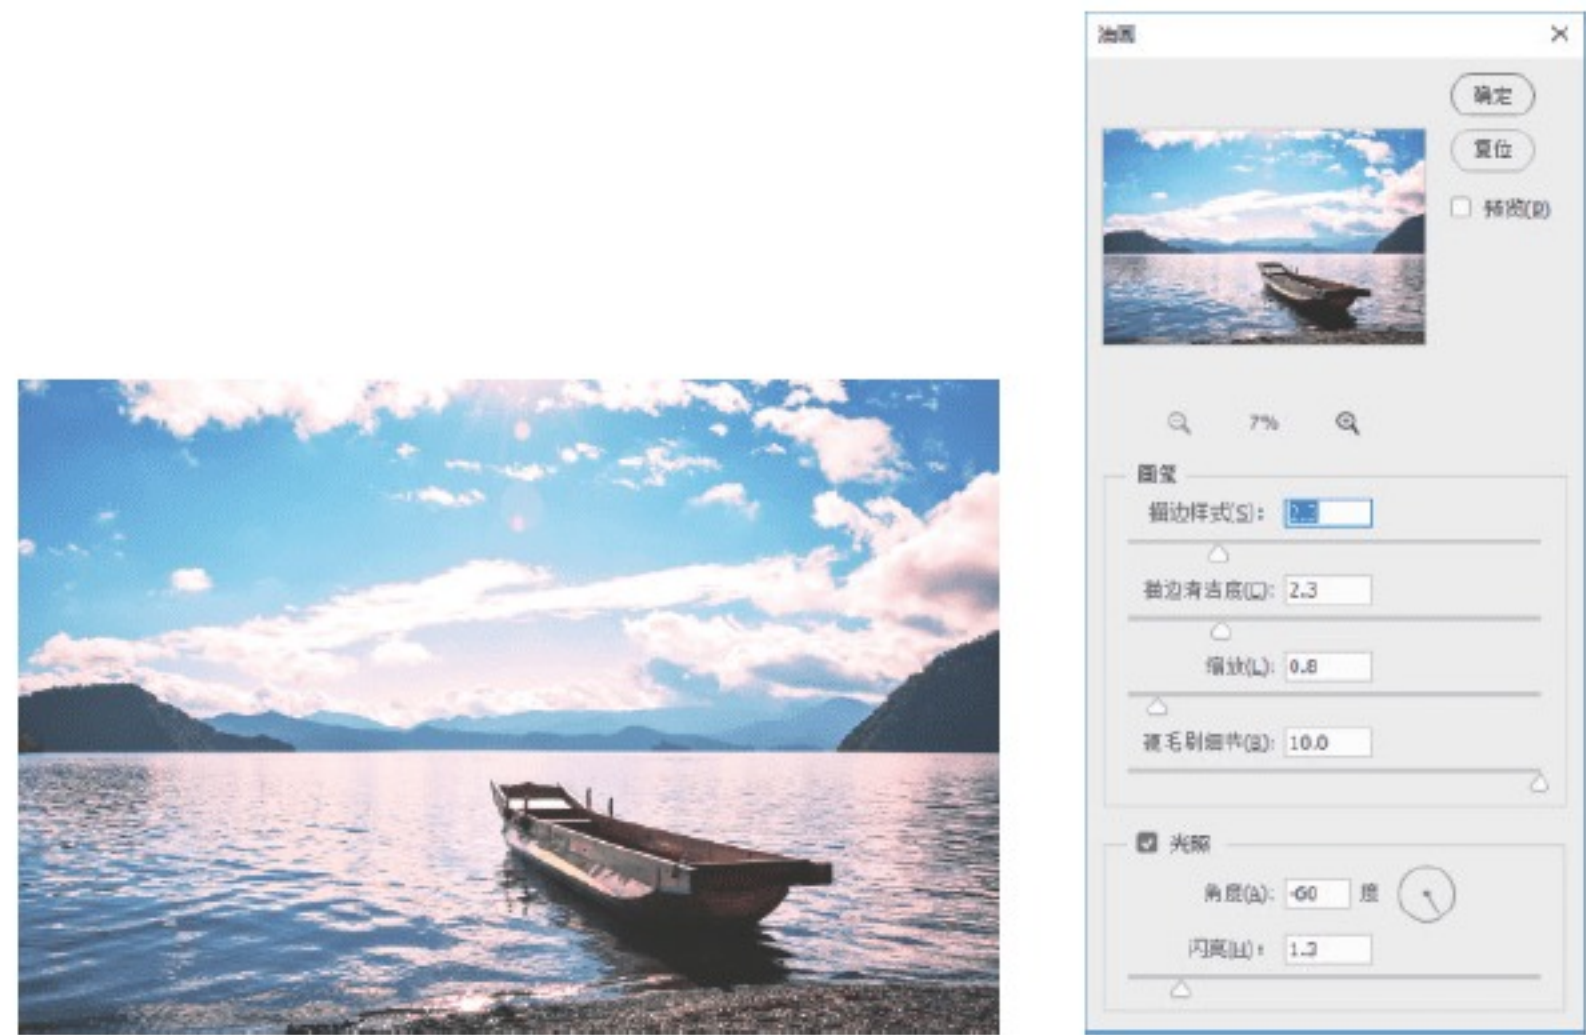 油画
确定
复位
预览(P)
7%
画笔
描边样式(S):
描边清洁度(C): 2.3
缩放(L): 0.8
硬毛刷细节(B): 10.0
光照
角度(A): -60 度
闪亮(H): 1.3